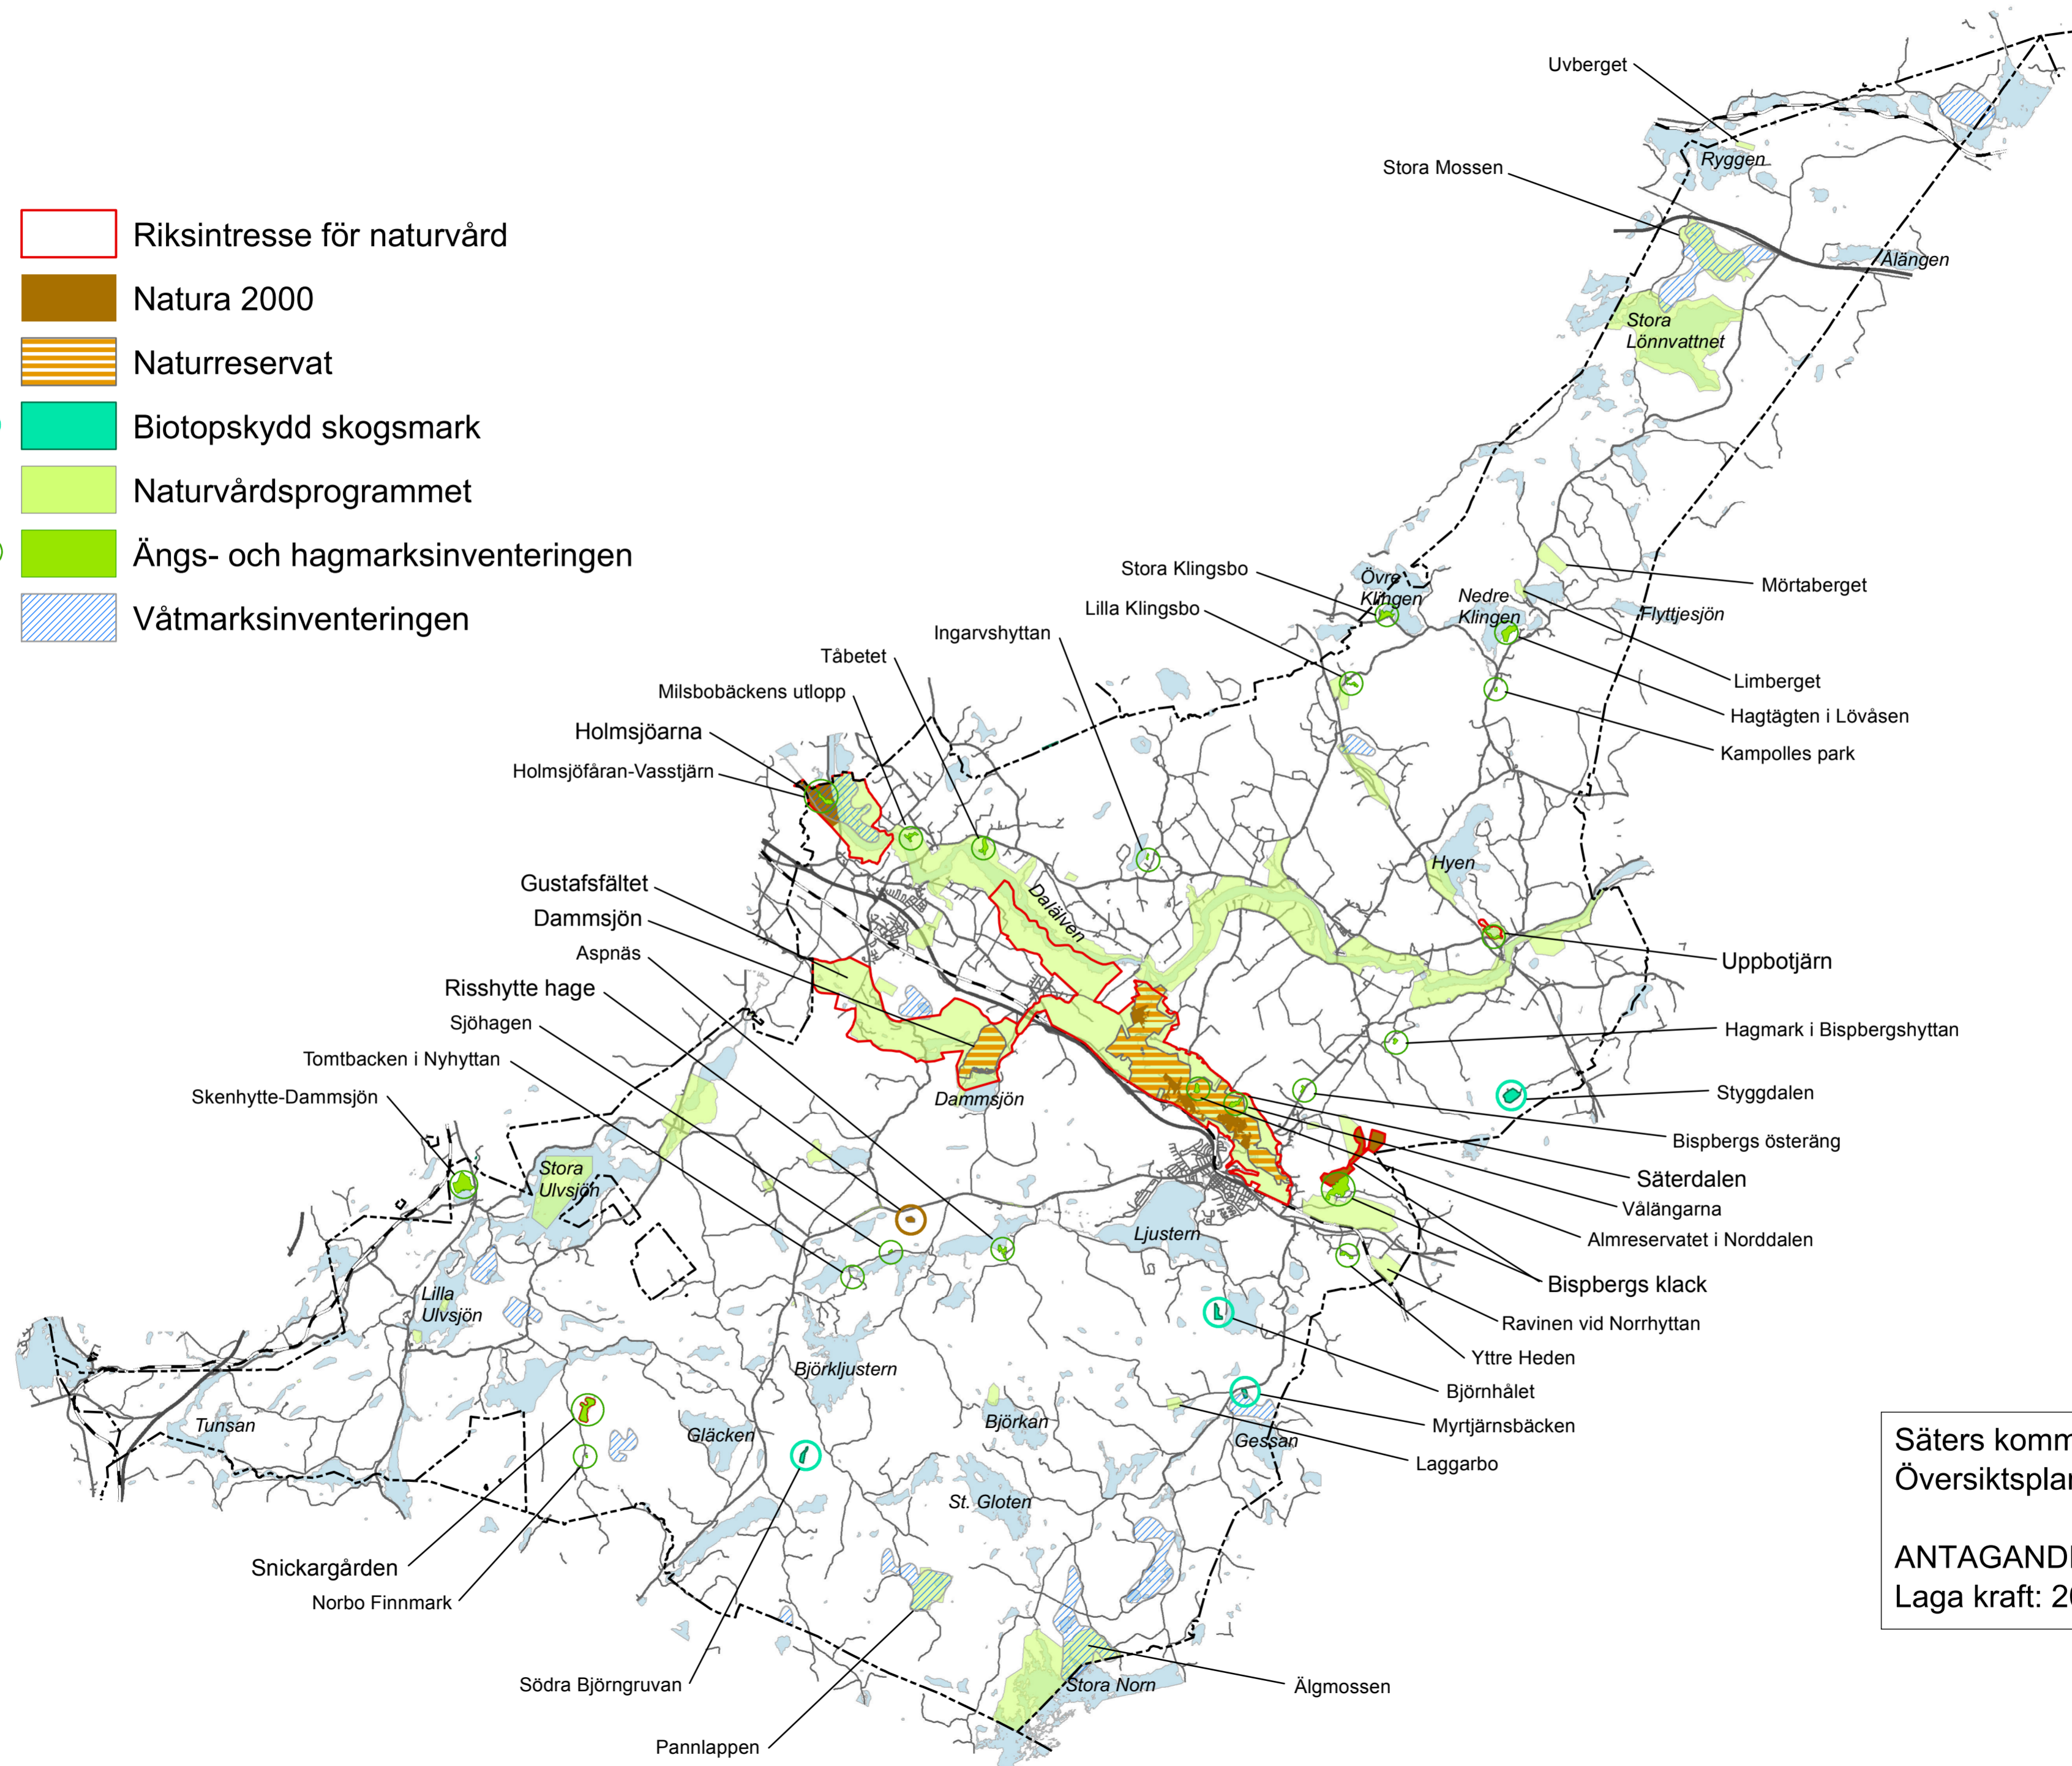 Riksintresse för naturvård
Natura 2000
Naturreservat
Biotopskydd skogsmark
Naturvårdsprogrammet
Ängs- och hagmarksinventeringen
Våtmarksinventeringen
Uvberget
Ryggen
Stora Mossen
Ålängen
Stora
Lönnvattnet
Stora Klingsbo
Övre
Klingen
Nedre
Klingen
Mörtaberget
Lilla Klingsbo
Flyttjesjön
Ingarvshyttan
Tåbetet
Limberget
Milsbobäckens utlopp
Hagtägten i Lövåsen
Holmsjöarna
Kampolles park
Holmsjöfåran-Vasstjärn
Hyen
Gustafsfältet
Dalälven
Dammsjön
Aspnäs
Uppbotjärn
Risshytte hage
Sjöhagen
Hagmark i Bispbergshyttan
Tomtbacken i Nyhyttan
Skenhytte-Dammsjön
Dammsjön
Styggdalen
Bispbergs österäng
Stora
Ulvsjön
Säterdalen
Vålängarna
Ljustern
Almreservatet i Norddalen
Bispbergs klack
Lilla
Ulvsjön
Ravinen vid Norrhyttan
Yttre Heden
Björkljustern
Björnhålet
Tunsan
Gläcken
Björkan
Myrtjärnsbäcken
Gessan
Laggarbo
St. Gloten
Snickargården
Norbo Finnmark
Södra Björngruvan
Stora Norn
Älgmossen
Pannlappen
Säters komm
Översiktsplan
ANTAGAND
Laga kraft: 20